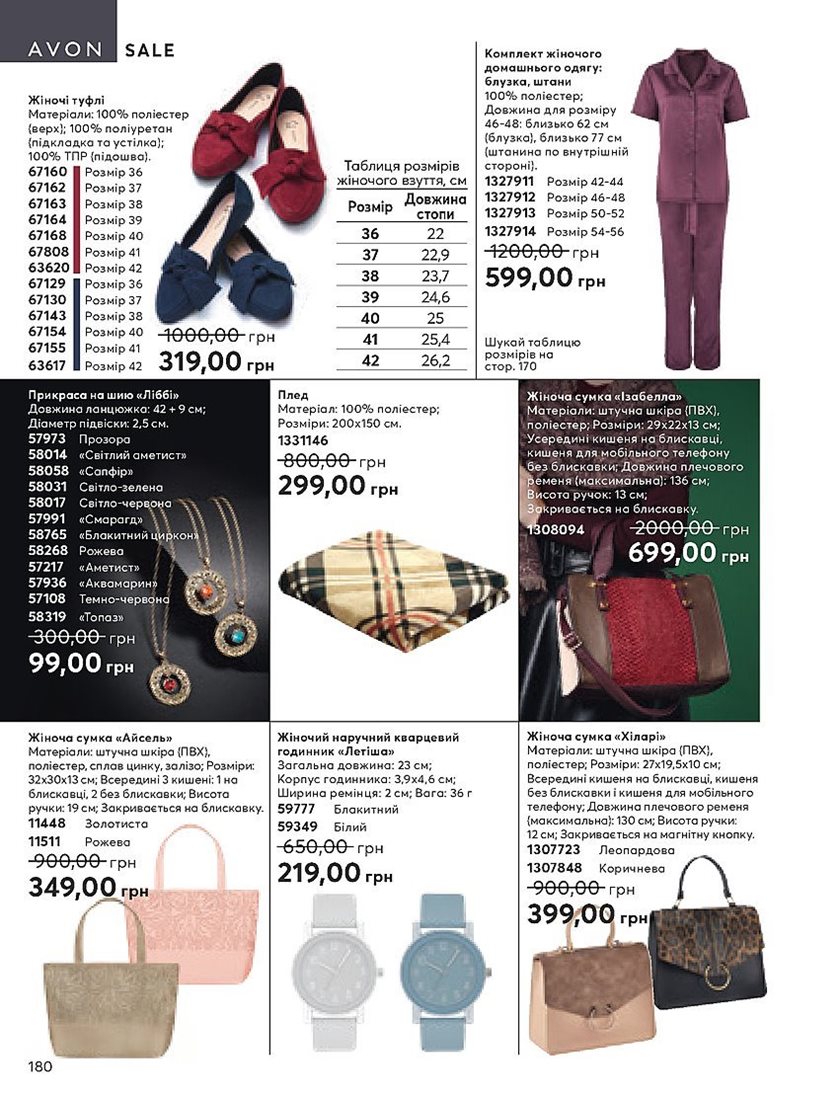 AVON SALE
Жіночі туфлі
Матеріали: 100% поліестер
(верх); 100% поліуретан
(підкладка та устілка);
100% ТПР (підошва).
67160 Розмір 36
67162 Розмір 37
67163 Розмір 38
67164 Розмір 39
67168 Розмір 40
67808 Розмір 41
63620 Розмір 42
67129 Розмір 36
67130 Розмір 37
67143 Розмір 38
67154 Розмір 40
67155 Розмір 41
63617 Розмір 42
1000,00 грн
319,00 грн
Таблиця розмірів
жіночого взуття, см
Розмір Довжина
стопи
36 22
37 22,9
38 23,7
39 24,6
40 25
41 25,4
42 26,2
Комплект жіночого
домашнього одягу:
блузка, штани
100% поліестер;
Довжина для розміру
46-48: близько 62 см
(блузка), близько 77 см
(штанина по внутрішній
стороні).
1327911 Розмір 42-44
1327912 Розмір 46-48
1327913 Розмір 50-52
1327914 Розмір 54-56
1200,00 грн
599,00 грн
Шукай таблицю
розмірів на
стор. 170
Прикраса на шию «Ліббі»
Довжина ланцюжка: 42 + 9 см;
Діаметр підвіски: 2,5 см.
57973 Прозора
58014 «Світлий аметист»
58058 «Сапфір»
58031 Світло-зелена
58017 Світло-червона
57991 «Смарагд»
58765 «Блакитний циркон»
58268 Рожева
57217 «Аметист»
57936 «Аквамарин»
57108 Темно-червона
58319 «Топаз»
300,00 грн
99,00 грн
Плед
Матеріал: 100% поліестер;
Розміри: 200х150 см.
1331146
800,00 грн
299,00 грн
Жіноча сумка «Ізабелла»
Матеріали: штучна шкіра (ПВХ),
поліестер; Розміри: 29х22х13 см;
Усередині кишеня на блискавці,
кишеня для мобільного телефону
без блискавки; Довжина плечового
ременя (максимальна): 136 см;
Висота ручок: 13 см;
Закривається на блискавку.
1308094 2000,00 грн
699,00 грн
Жіноча сумка «Айсель»
Матеріали: штучна шкіра (ПВХ),
поліестер, сплав цинку, залізо; Розміри:
32х30х13 см; Всередині 3 кишені: 1 на
блискавці, 2 без блискавки; Висота
ручки: 19 см; Закривається на блискавку.
11448 Золотиста
11511 Рожева
900,00 грн
349,00 грн
Жіночий наручний кварцевий
годинник «Летіша»
Загальна довжина: 23 см;
Корпус годинника: 3,9х4,6 см;
Ширина ремінця: 2 см; Вага: 36 г
59777 Блакитний
59349 Білий
650,00 грн
219,00 грн
Жіноча сумка «Хіларі»
Матеріали: штучна шкіра (ПВХ),
поліестер; Розміри: 27х19,5х10 см;
Всередині кишеня на блискавці, кишеня
без блискавки і кишеня для мобільного
телефону; Довжина плечового ременя
(максимальна): 130 см; Висота ручки:
12 см; Закривається на магнітну кнопку.
1307723 Леопардова
1307848 Коричнева
900,00 грн
399,00 грн
180